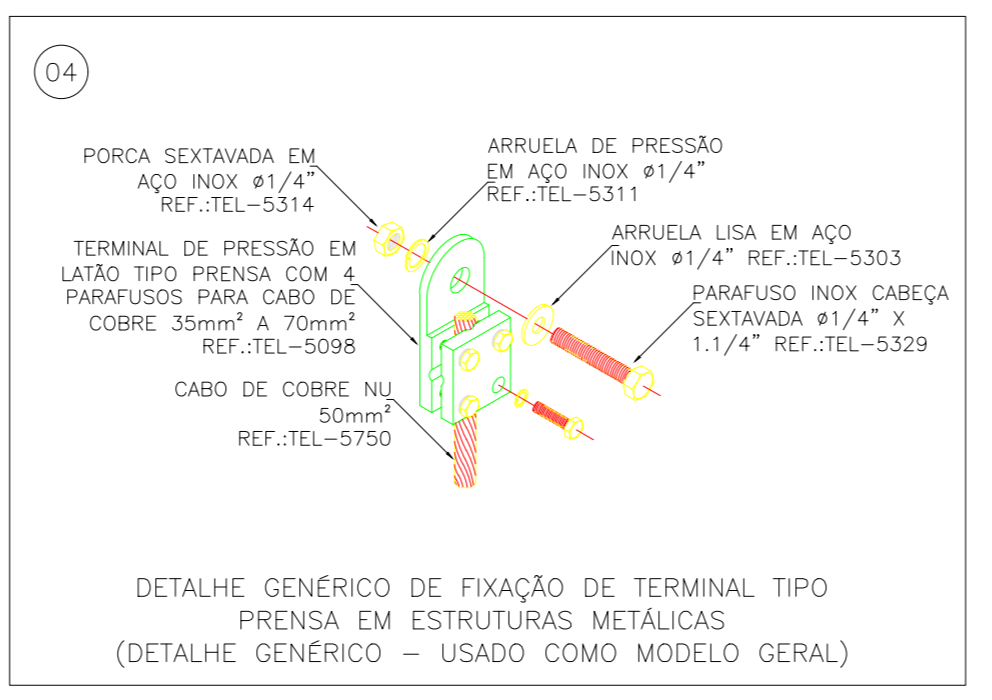 04
PORCA SEXTAVADA EM
AÇO INOX ø1/4"
REF.:TEL-5314
ARRUELA DE PRESSÃO
EM AÇO INOX ø1/4"
REF.:TEL-5311
TERMINAL DE PRESSÃO EM
LATÃO TIPO PRENSA COM 4
PARAFUSOS PARA CABO DE
COBRE 35mm² A 70mm²
REF.:TEL-5098
ARRUELA LISA EM AÇO
INOX ø1/4" REF.:TEL-5303
PARAFUSO INOX CABEÇA
SEXTAVADA ø1/4" X
1.1/4" REF.:TEL-5329
CABO DE COBRE NU
50mm²
REF.:TEL-5750
DETALHE GENÉRICO DE FIXAÇÃO DE TERMINAL TIPO
PRENSA EM ESTRUTURAS METÁLICAS
(DETALHE GENÉRICO – USADO COMO MODELO GERAL)